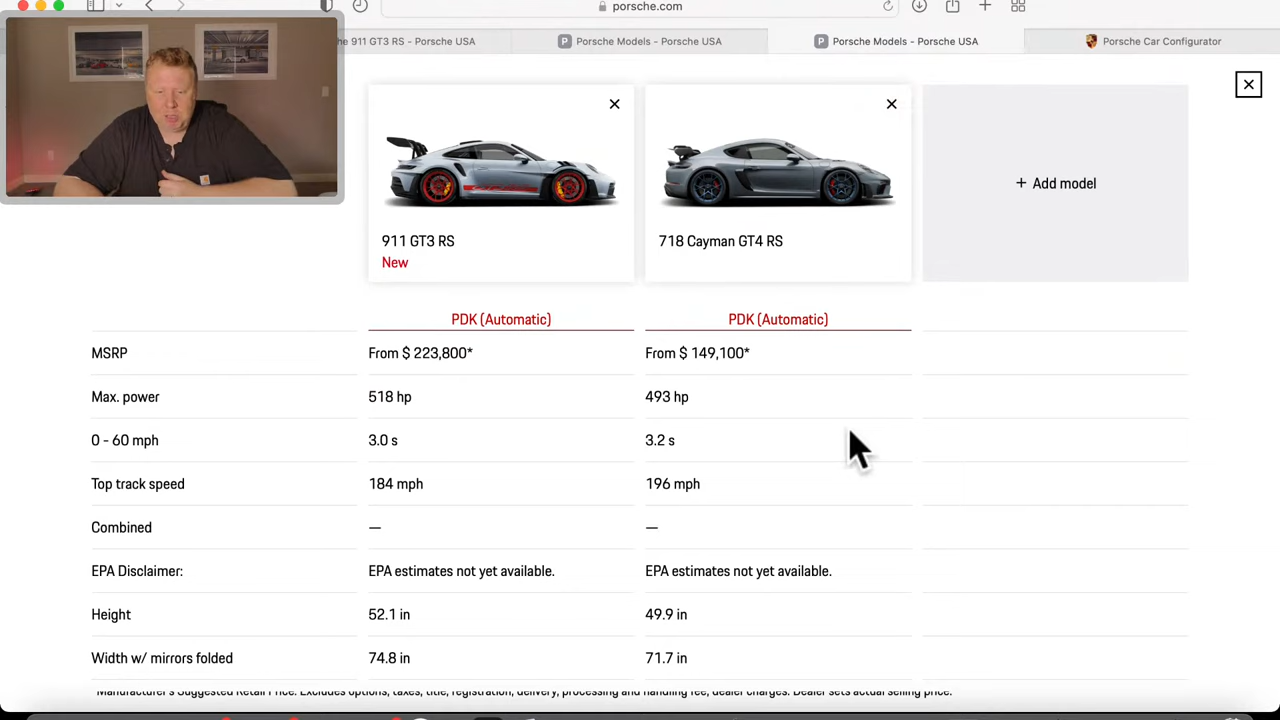 porsche.com
he 911 GT3 RS - Porsche USA
Porsche Models - Porsche USA
Porsche Models - Porsche USA
Porsche Car Configurator
911 GT3 RS
New
718 Cayman GT4 RS
+ Add model
PDK (Automatic)
PDK (Automatic)
MSRP From $ 223,800* From $ 149,100*
Max. power 518 hp 493 hp
0 - 60 mph 3.0 s 3.2 s
Top track speed 184 mph 196 mph
Combined — —
EPA Disclaimer: EPA estimates not yet available. EPA estimates not yet available.
Height 52.1 in 49.9 in
Width w/ mirrors folded 74.8 in 71.7 in
*Manufacturer's Suggested Retail Price. Excludes options, taxes, title, registration, delivery, processing and handling fee, dealer charges. Dealer sets actual selling price.